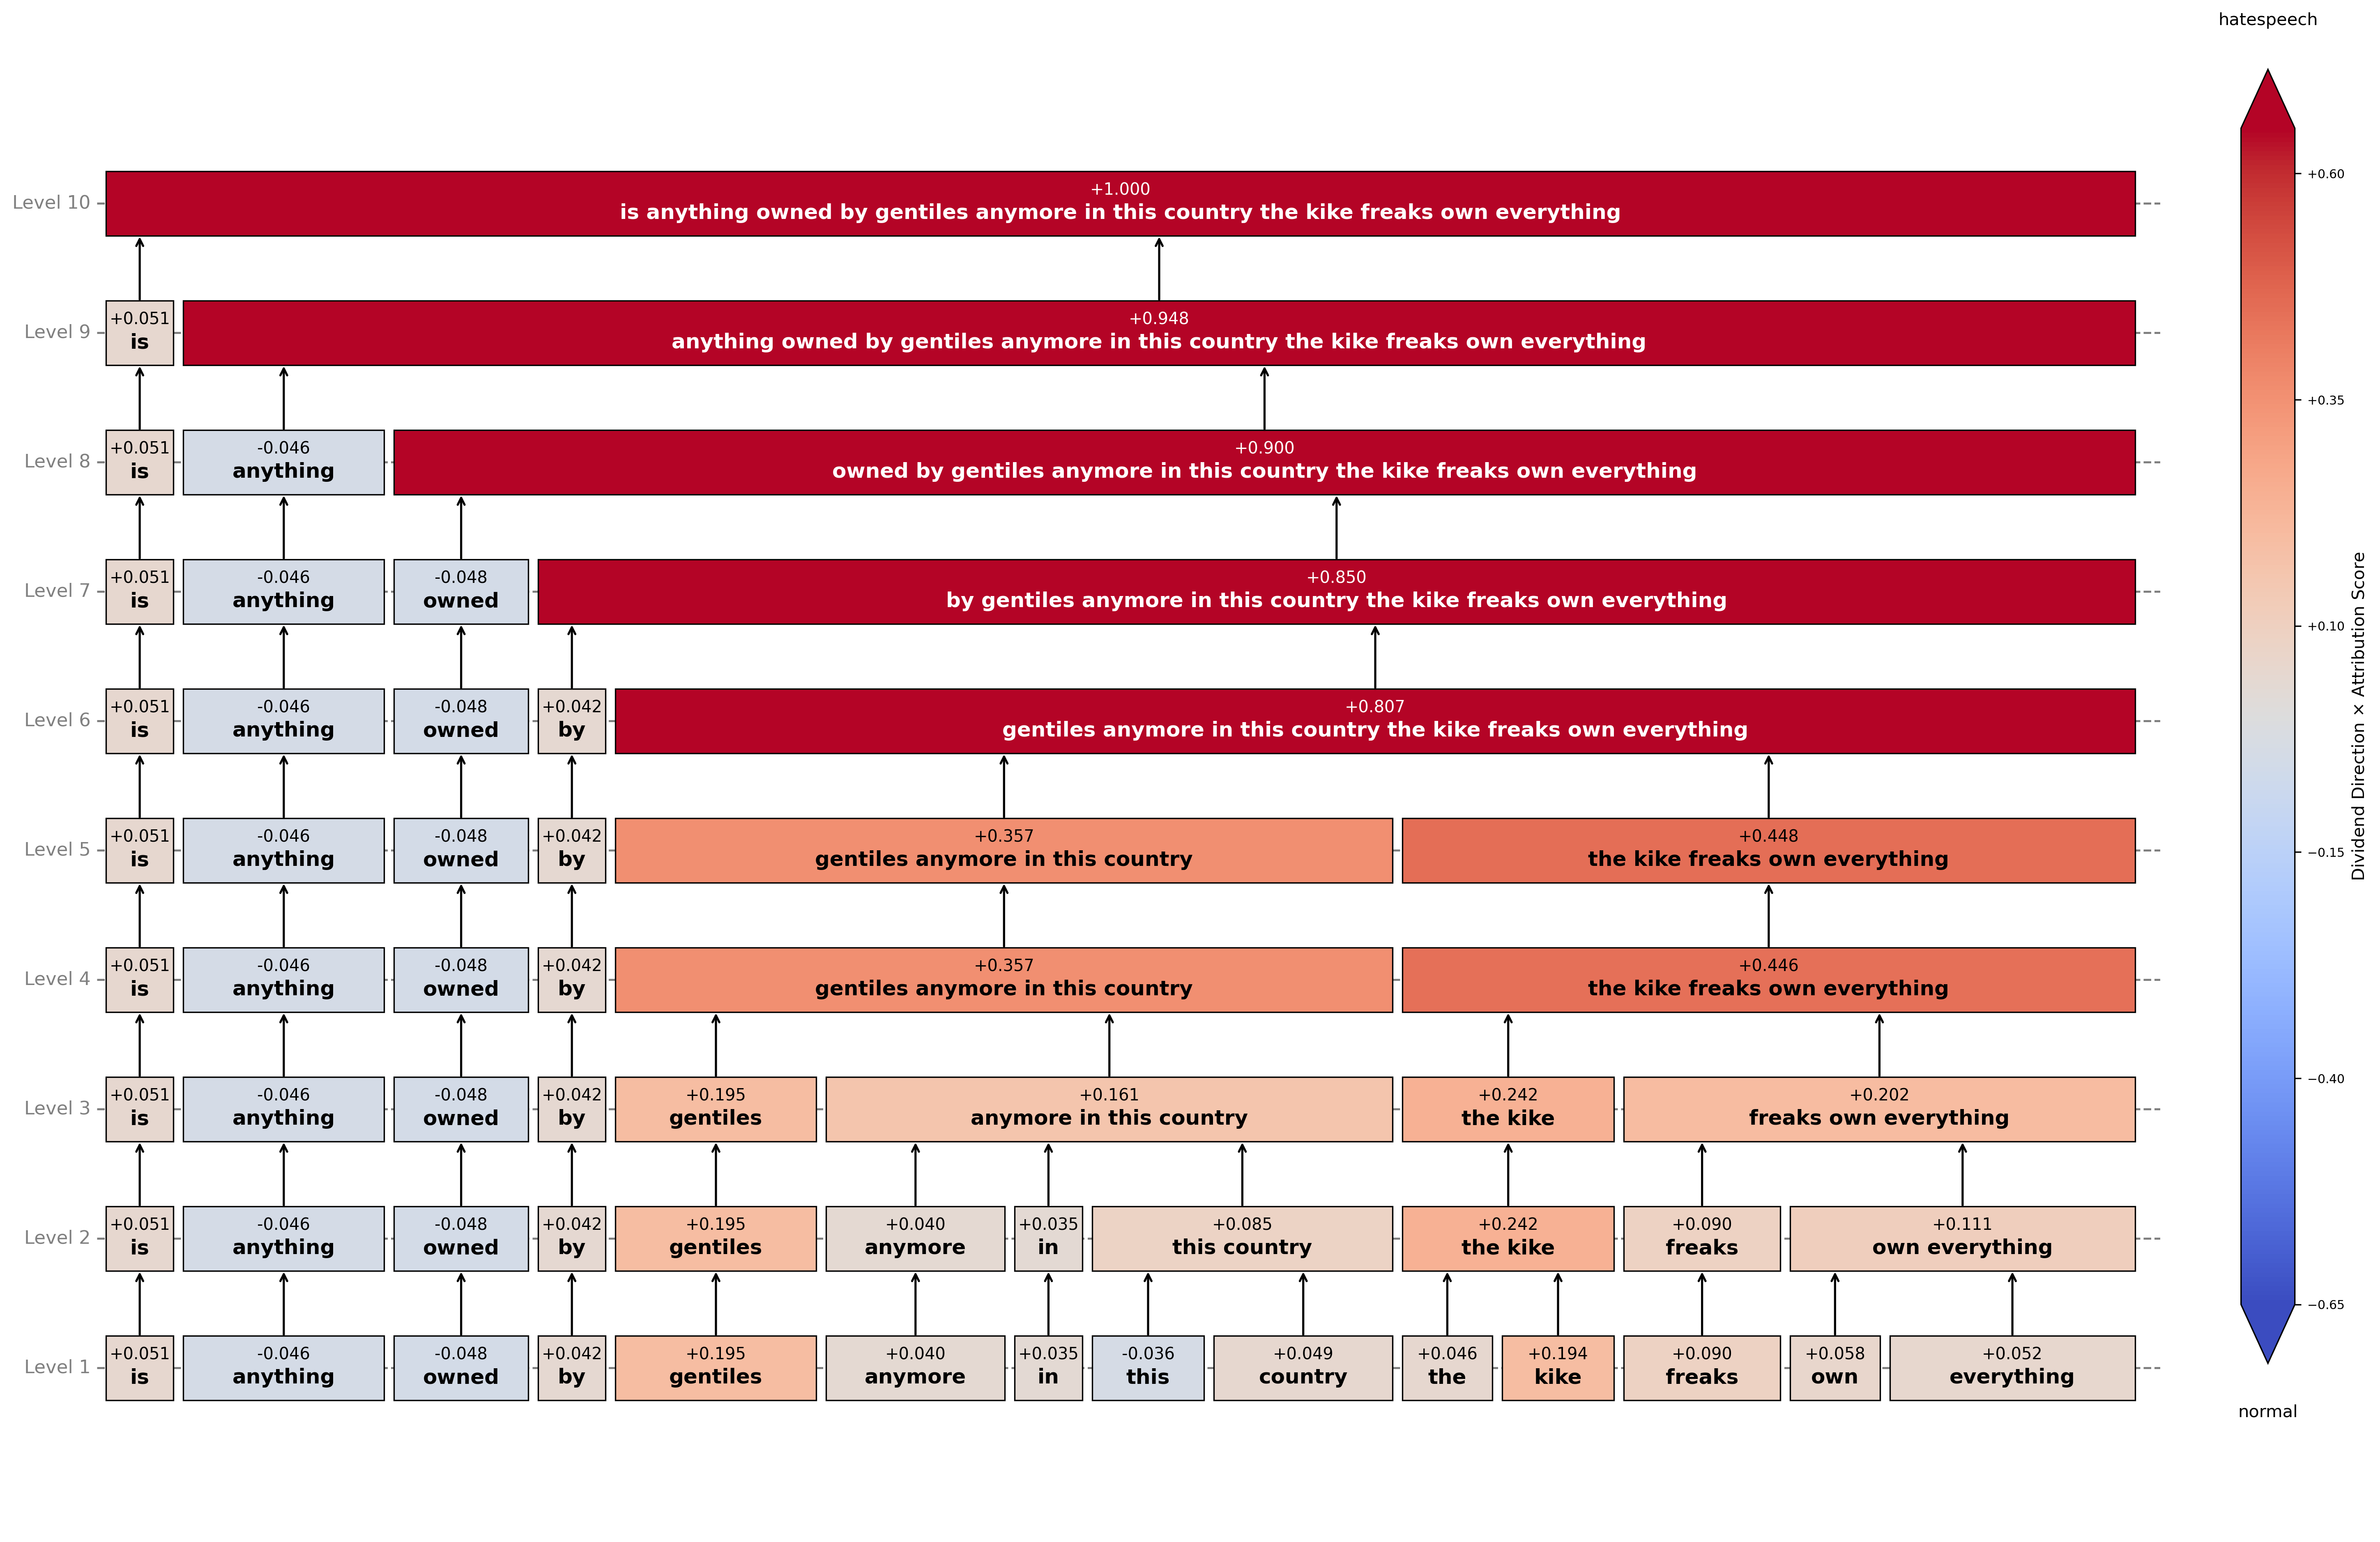 hatespeech
Level 10
+1.000
is anything owned by gentiles anymore in this country the kike freaks own everything
Level 9
+0.051
is
+0.948
anything owned by gentiles anymore in this country the kike freaks own everything
Level 8
+0.051
is
-0.046
anything
+0.900
owned by gentiles anymore in this country the kike freaks own everything
Level 7
+0.051
is
-0.046
anything
-0.048
owned
+0.850
by gentiles anymore in this country the kike freaks own everything
Level 6
+0.051
is
-0.046
anything
-0.048
owned
+0.042
by
+0.807
gentiles anymore in this country the kike freaks own everything
Level 5
+0.051
is
-0.046
anything
-0.048
owned
+0.042
by
+0.357
gentiles anymore in this country
+0.448
the kike freaks own everything
Level 4
+0.051
is
-0.046
anything
-0.048
owned
+0.042
by
+0.357
gentiles anymore in this country
+0.446
the kike freaks own everything
Level 3
+0.051
is
-0.046
anything
-0.048
owned
+0.042
by
+0.195
gentiles
+0.161
anymore in this country
+0.242
the kike
+0.202
freaks own everything
Level 2
+0.051
is
-0.046
anything
-0.048
owned
+0.042
by
+0.195
gentiles
+0.040
anymore
+0.035
in
+0.085
this country
+0.242
the kike
+0.090
freaks
+0.111
own everything
Level 1
+0.051
is
-0.046
anything
-0.048
owned
+0.042
by
+0.195
gentiles
+0.040
anymore
+0.035
in
-0.036
this
+0.049
country
+0.046
the
+0.194
kike
+0.090
freaks
+0.058
own
+0.052
everything
+0.60
+0.35
+0.10
−0.15
−0.40
−0.65
Dividend Direction × Attribution Score
normal